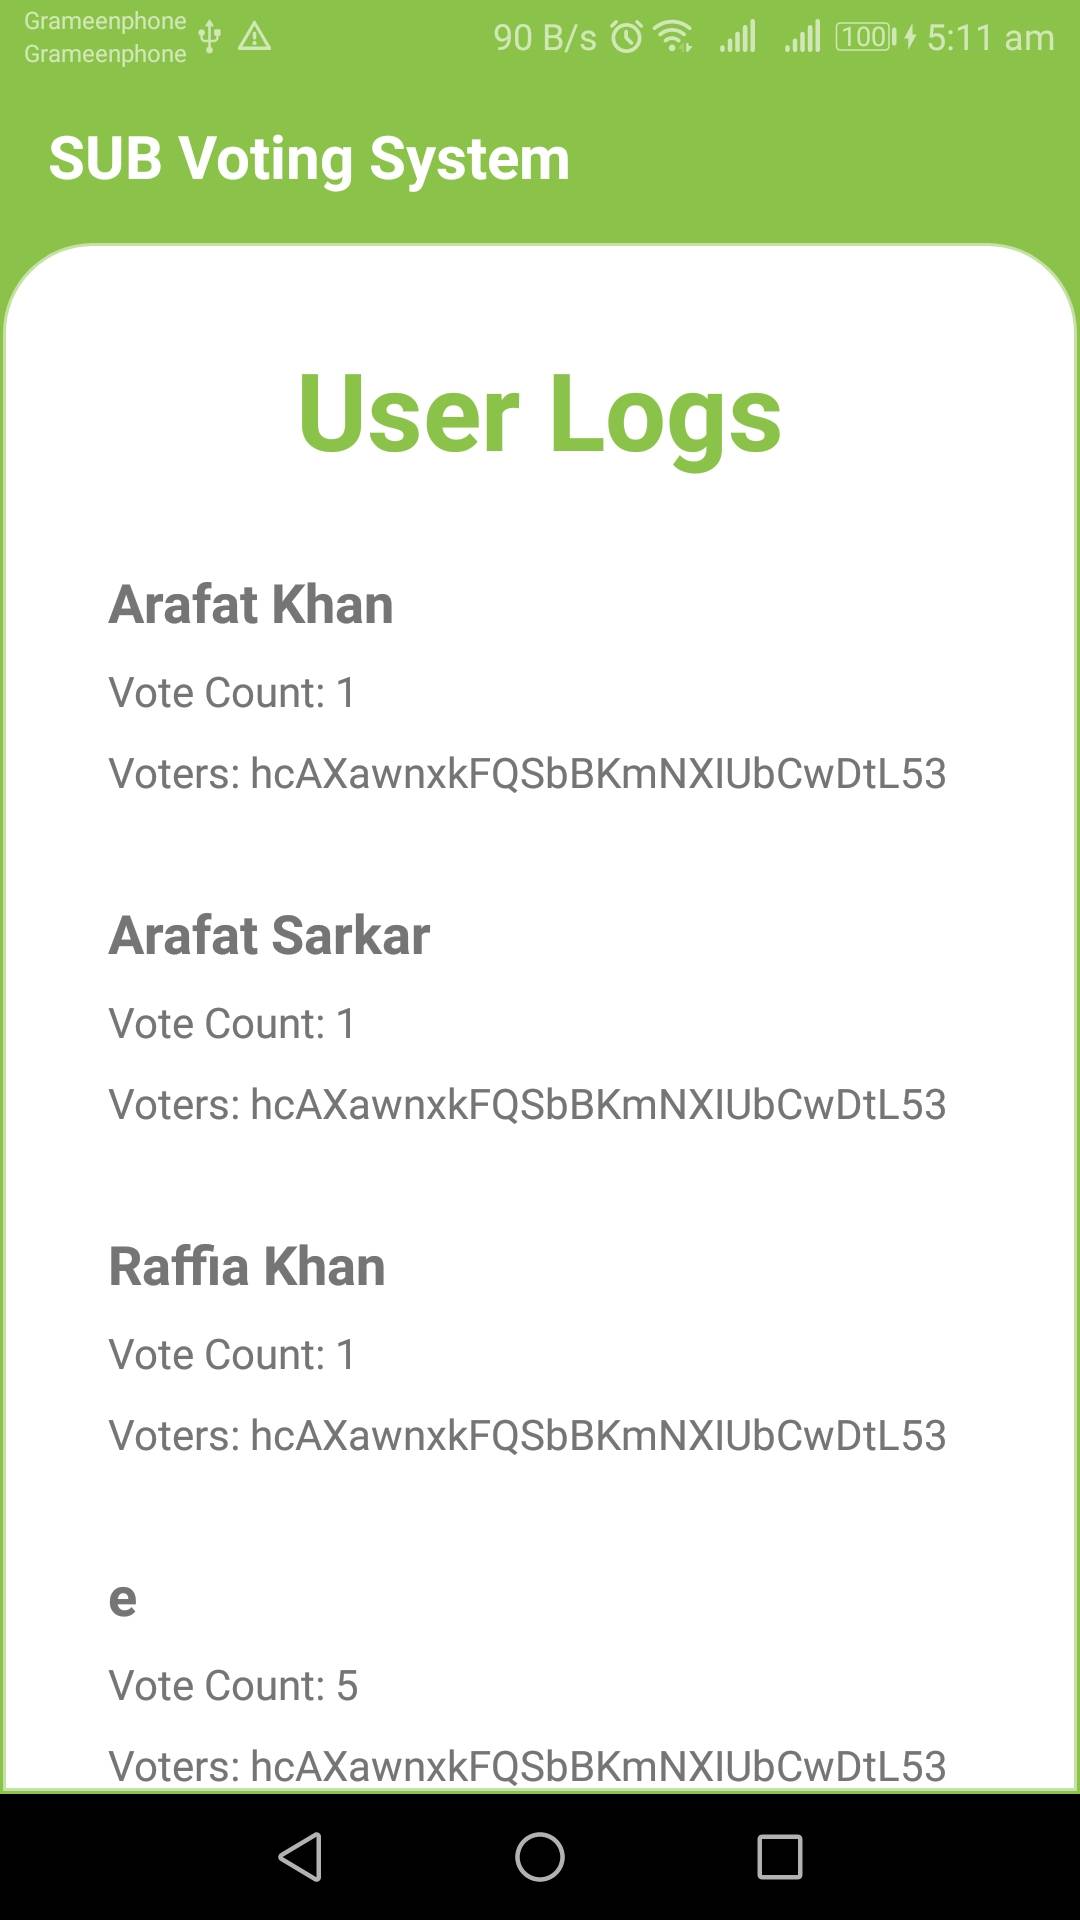 Grameenphone
Grameenphone
90 B/s
100
5:11 am
SUB Voting System
User Logs
Arafat Khan
Vote Count: 1
Voters: hcAXawnxkFQSbBKmNXIUbCwDtL53
Arafat Sarkar
Vote Count: 1
Voters: hcAXawnxkFQSbBKmNXIUbCwDtL53
Raffia Khan
Vote Count: 1
Voters: hcAXawnxkFQSbBKmNXIUbCwDtL53
e
Vote Count: 5
Voters: hcAXawnxkFQSbBKmNXIUbCwDtL53